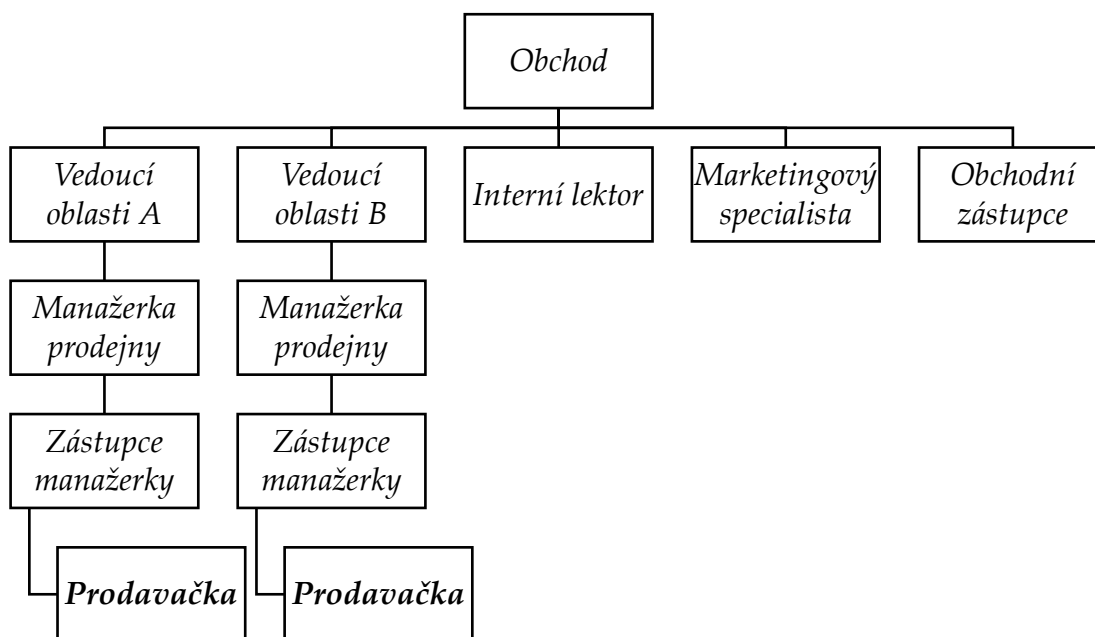 Obchod
Vedoucí
oblasti A
Vedoucí
oblasti B
Interní lektor
Marketingový
specialista
Obchodní
zástupce
Manažerka
prodejny
Manažerka
prodejny
Zástupce
manažerky
Zástupce
manažerky
Prodavačka
Prodavačka